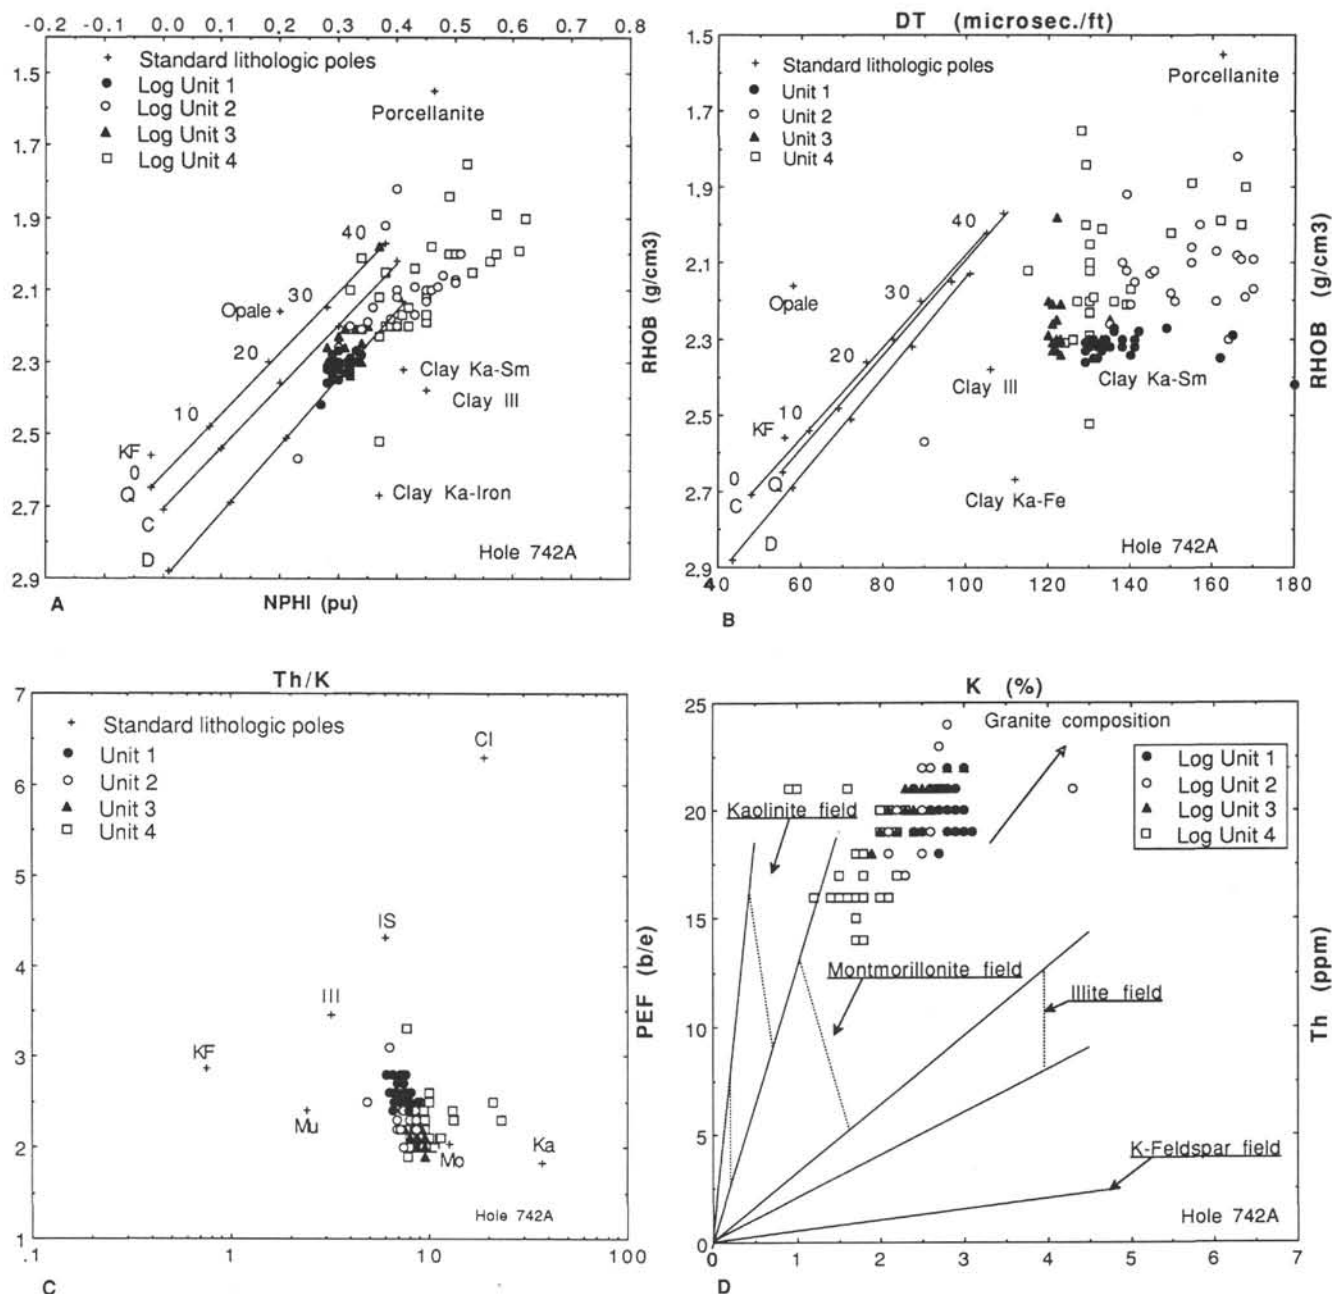 -0.2 -0.1 0.0 0.1 0.2 0.3 0.4 0.5 0.6 0.7 0.8
1.5
1.7
1.9
2.1
2.3
2.5
2.7
2.9
Standard lithologic poles
Log Unit 1
Log Unit 2
Log Unit 3
Log Unit 4
Porcellanite
40
30
Opale
20
10
KF
0
Q
C
D
Clay Ka-Sm
Clay Ill
Clay Ka-Iron
Hole 742A
RHOB (g/cm3)
A
NPHI (pu)
DT (microsec./ft)
1.5
1.7
1.9
2.1
2.3
2.5
2.7
2.9
Standard lithologic poles
Unit 1
Unit 2
Unit 3
Unit 4
Porcellanite
40
30
Opale
20
10
KF
0
C
Q
D
Clay Ill
Clay Ka-Sm
Clay Ka-Fe
Hole 742A
RHOB (g/cm3)
40 60 80 100 120 140 160 180
B
Th/K
7
6
5
4
3
2
1
Standard lithologic poles
Unit 1
Unit 2
Unit 3
Unit 4
Cl
IS
Ill
KF
Mu
Mo
Ka
Hole 742A
PEF (b/e)
.1 1 10 100
C
K (%)
25
20
15
10
5
0
Granite composition
Log Unit 1
Log Unit 2
Log Unit 3
Log Unit 4
Kaolinite field
Montmorillonite field
Illite field
K-Feldspar field
Hole 742A
Th (ppm)
0 1 2 3 4 5 6 7
D